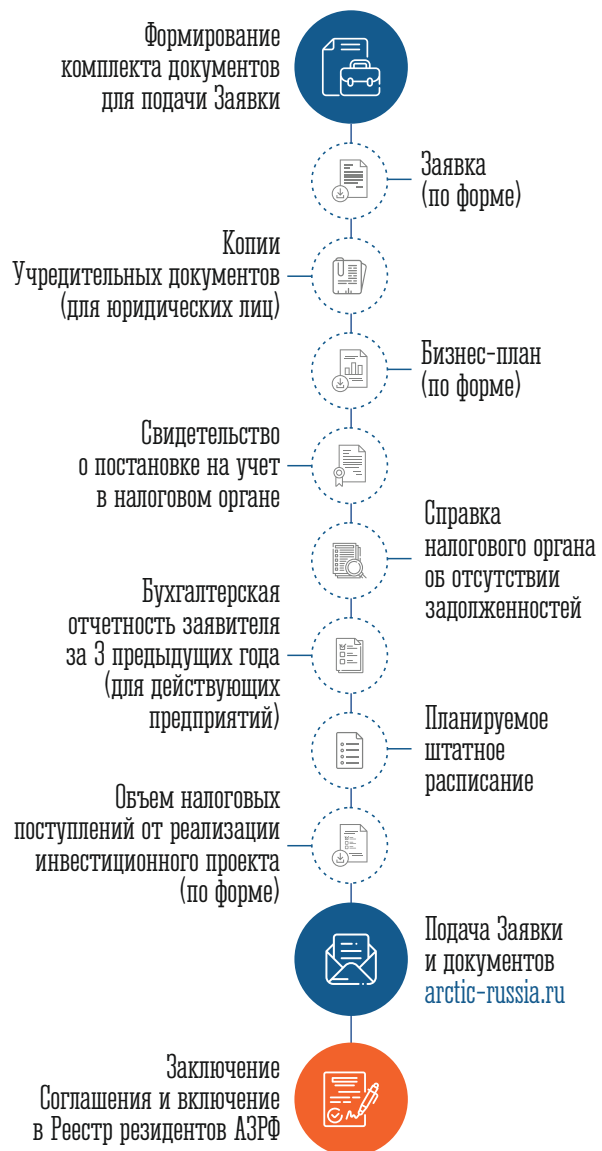 Формирование
комплекта документов
для подачи Заявки
Заявка
(по форме)
Копии
Учредительных документов
(для юридических лиц)
Бизнес-план
(по форме)
Свидетельство
о постановке на учет
в налоговом органе
Справка
налогового органа
об отсутствии
задолженностей
Бухгалтерская
отчетность заявителя
за 3 предыдущих года
(для действующих
предприятий)
Планируемое
штатное
расписание
Объем налоговых
поступлений от реализации
инвестиционного проекта
(по форме)
Подача Заявки
и документов
arctic-russia.ru
Заключение
Соглашения и включение
в Реестр резидентов АЗРФ